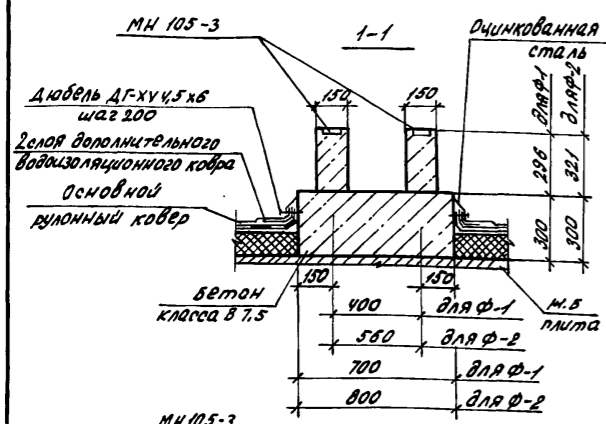 МН 105-3
1-1
Оцинкованная
сталь
150
150
для Ф-1
для Ф-2
Дюбель ДГ-ХУ 4,5х6
шаг 200
2 слоя дополнительного
водоизоляционного ковра
Основной
рулонный ковер
296
321
300
300
150
150
Бетон
класса В 7.5
Ж.Б
плита
400 для Ф-1
560 для Ф-2
700 для Ф-1
800 для Ф-2
МН 105-3